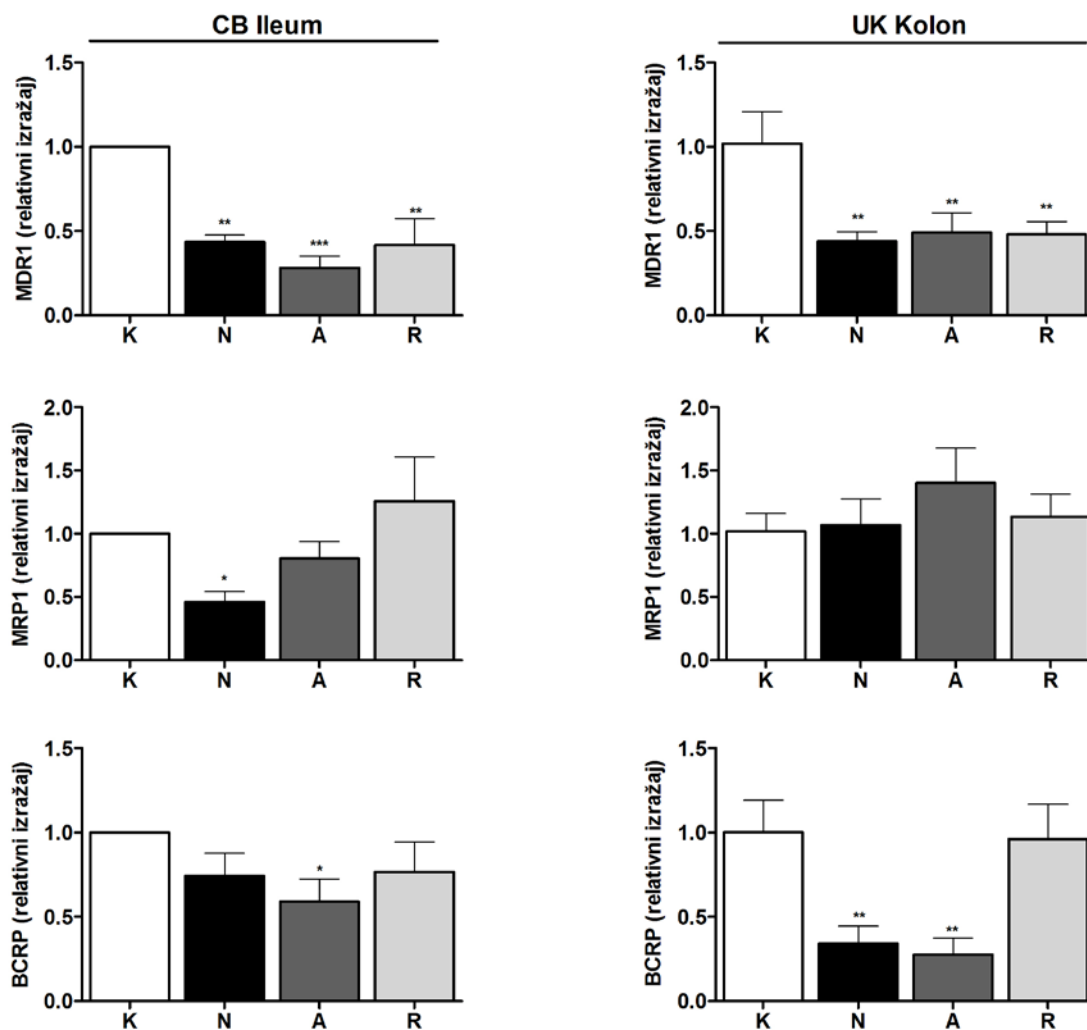 CB Ileum
MDR1 (relativni izražaj)
1.5
1.0
0.5
0.0
**
***
**
K N A R
UK Kolon
MDR1 (relativni izražaj)
1.5
1.0
0.5
0.0
**
**
**
K N A R
MRP1 (relativni izražaj)
2.0
1.5
1.0
0.5
0.0
*
K N A R
MRP1 (relativni izražaj)
2.0
1.5
1.0
0.5
0.0
K N A R
BCRP (relativni izražaj)
1.5
1.0
0.5
0.0
*
K N A R
BCRP (relativni izražaj)
1.5
1.0
0.5
0.0
**
**
K N A R